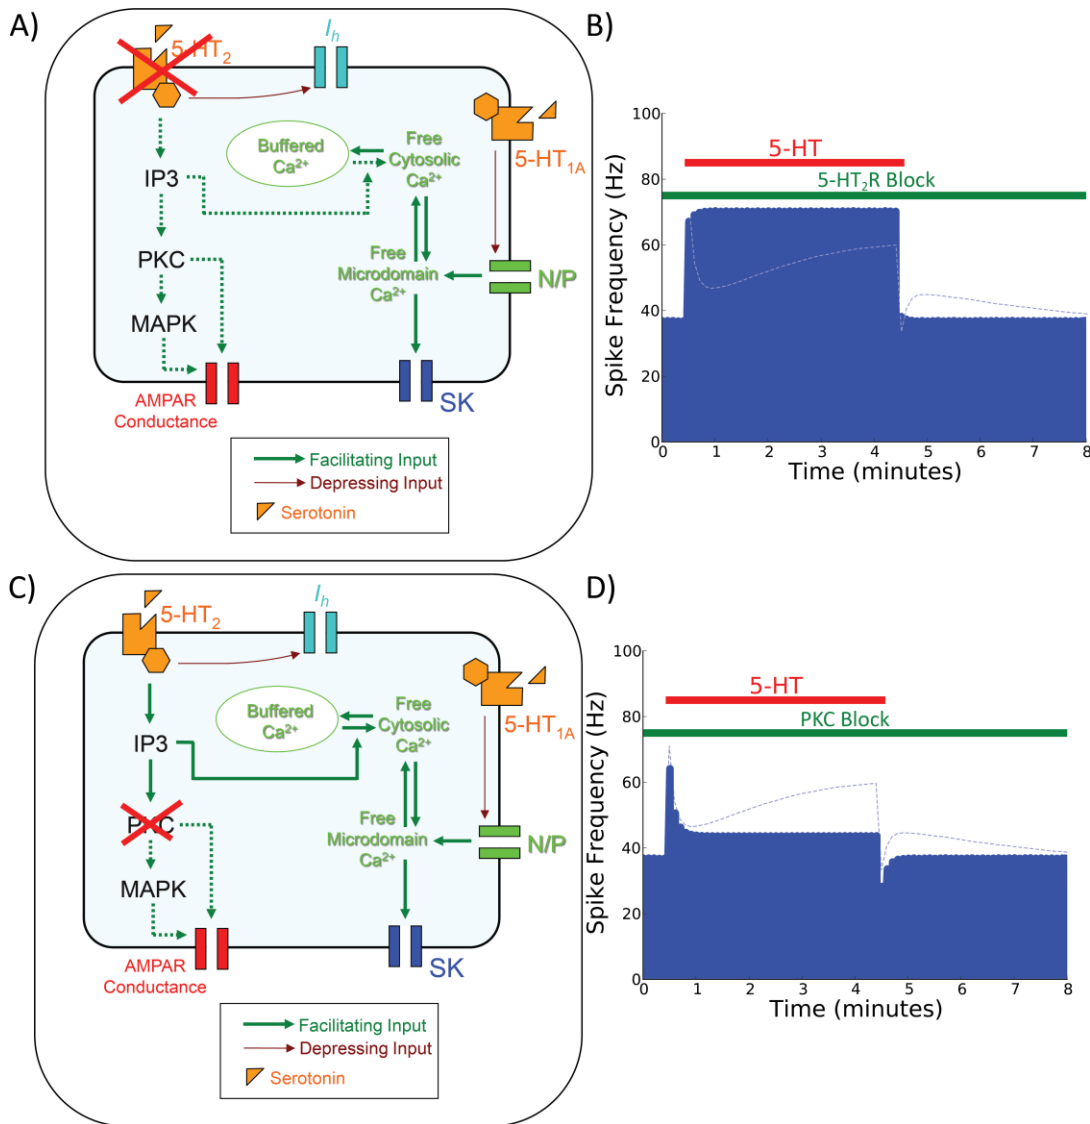 A)
5-HT2
Ih
IP3
Buffered
Ca2+
Free
Cytosolic
Ca2+
5-HT1A
PKC
Free
Microdomain
Ca2+
N/P
MAPK
AMPAR
Conductance
SK
Facilitating Input
Depressing Input
Serotonin
B)
100
80
60
40
20
0
Spike Frequency (Hz)
5-HT
5-HT2R Block
0 1 2 3 4 5 6 7 8
Time (minutes)
C)
5-HT2
Ih
IP3
Buffered
Ca2+
Free
Cytosolic
Ca2+
5-HT1A
PKC
Free
Microdomain
Ca2+
N/P
MAPK
AMPAR
Conductance
SK
Facilitating Input
Depressing Input
Serotonin
D)
100
80
60
40
20
0
Spike Frequency (Hz)
5-HT
PKC Block
0 1 2 3 4 5 6 7 8
Time (minutes)